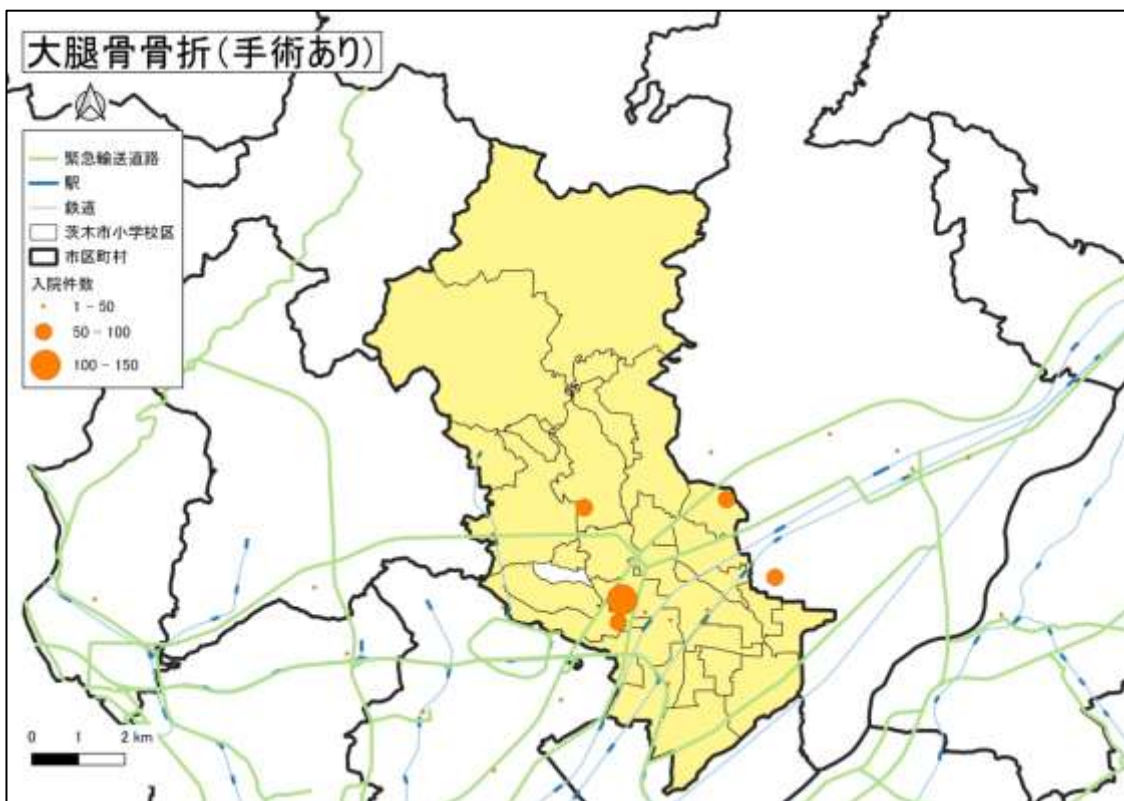 大腿骨骨折(手術あり)
緊急輸送道路
駅
鉄道
茨木市小学校区
市区町村
入院件数
1 - 50
50 - 100
100 - 150
0 1 2 km